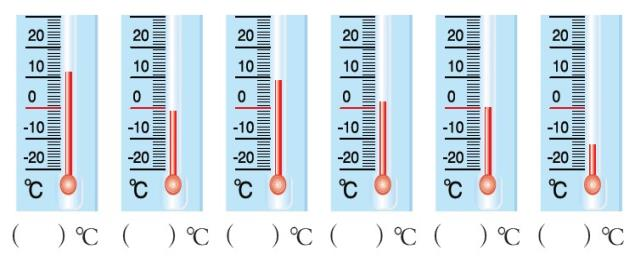 20 20 20 20 20 20
10 10 10 10 10 10
0 0 0 0 0 0
-10 -10 -10 -10 -10 -10
-20 -20 -20 -20 -20 -20
℃ ℃ ℃ ℃ ℃ ℃
( ) ℃ ( ) ℃ ( ) ℃ ( ) ℃ ( ) ℃ ( ) ℃